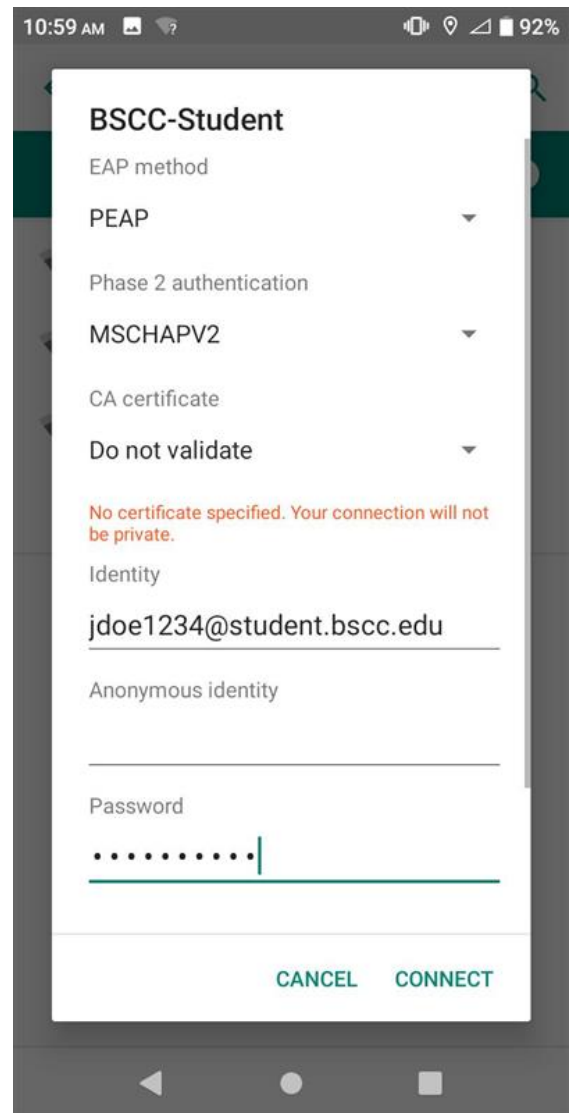 10:59 AM 92%
BSCC-Student
EAP method
PEAP
Phase 2 authentication
MSCHAPV2
CA certificate
Do not validate
No certificate specified. Your connection will not
be private.
Identity
jdoe1234@student.bscc.edu
Anonymous identity
Password
••••••••••
CANCEL CONNECT